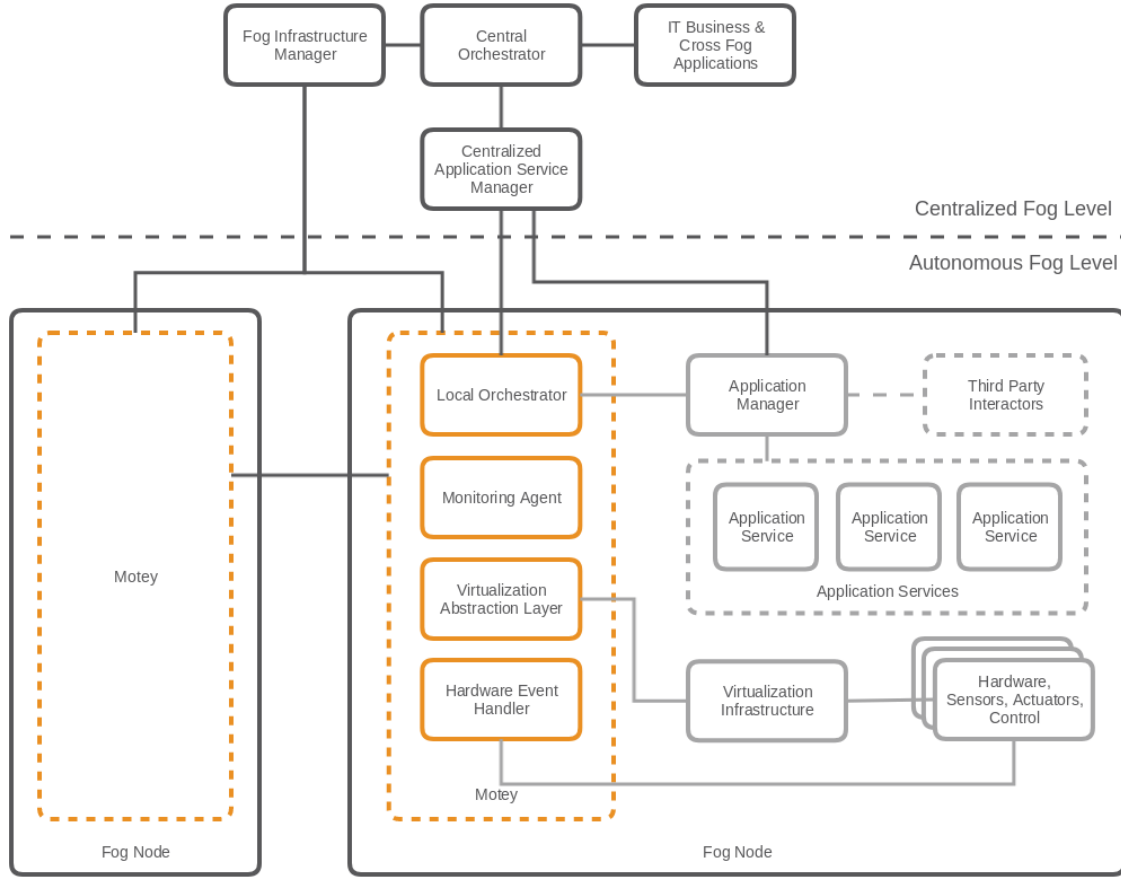 Fog Infrastructure
Manager
Central
Orchestrator
IT Business &
Cross Fog
Applications
Centralized
Application Service
Manager
Centralized Fog Level
Autonomous Fog Level
Motey
Fog Node
Local Orchestrator
Monitoring Agent
Virtualization
Abstraction Layer
Hardware Event
Handler
Motey
Application
Manager
Third Party
Interactors
Application
Service
Application
Service
Application
Service
Application Services
Virtualization
Infrastructure
Hardware,
Sensors, Actuators,
Control
Fog Node